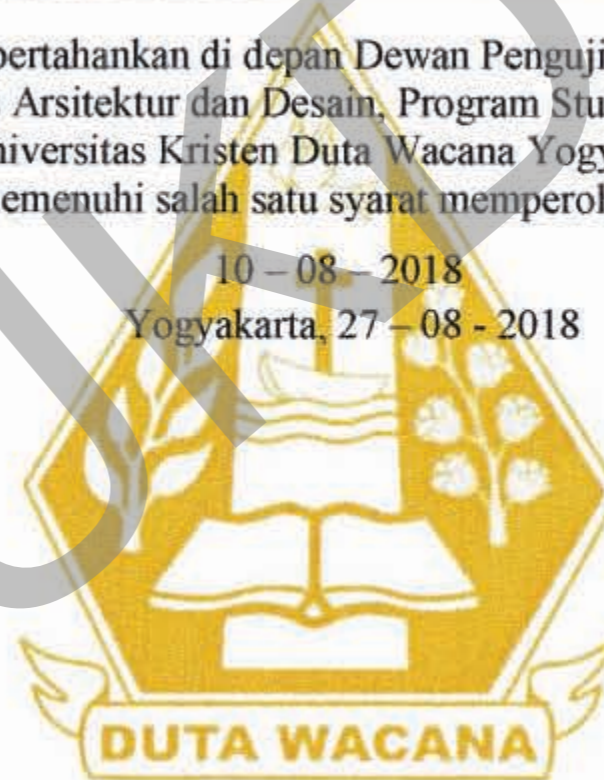 pertahankan di depan Dewan Penguji
Arsitektur dan Desain, Program Stu
niversitas Kristen Duta Wacana Yogy
emenuhi salah satu syarat memperol
10 – 08 – 2018
Yogyakarta, 27 – 08 - 2018
DUTA WACANA